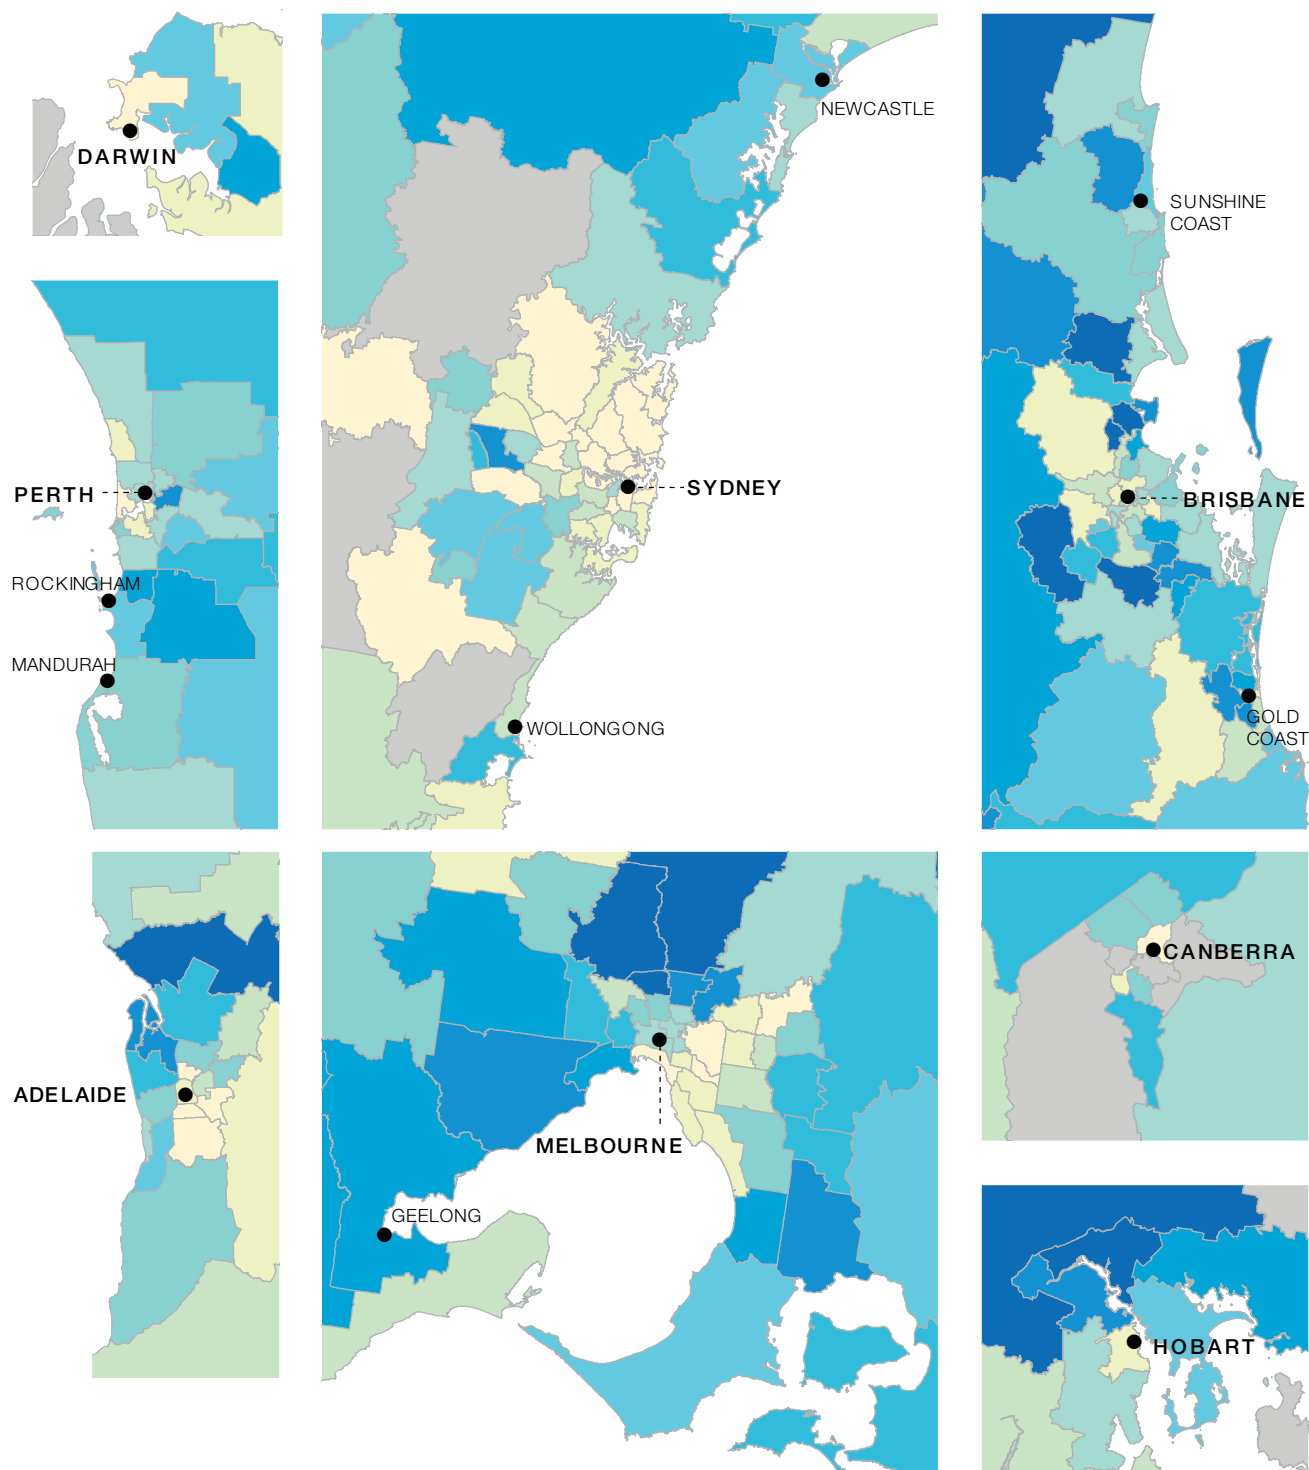 NEWCASTLE
DARWIN
SUNSHINE
COAST
PERTH
SYDNEY
BRISBANE
ROCKINGHAM
MANDURAH
WOLLONGONG
GOLD
COAST
CANBERRA
ADELAIDE
MELBOURNE
GEELONG
HOBART